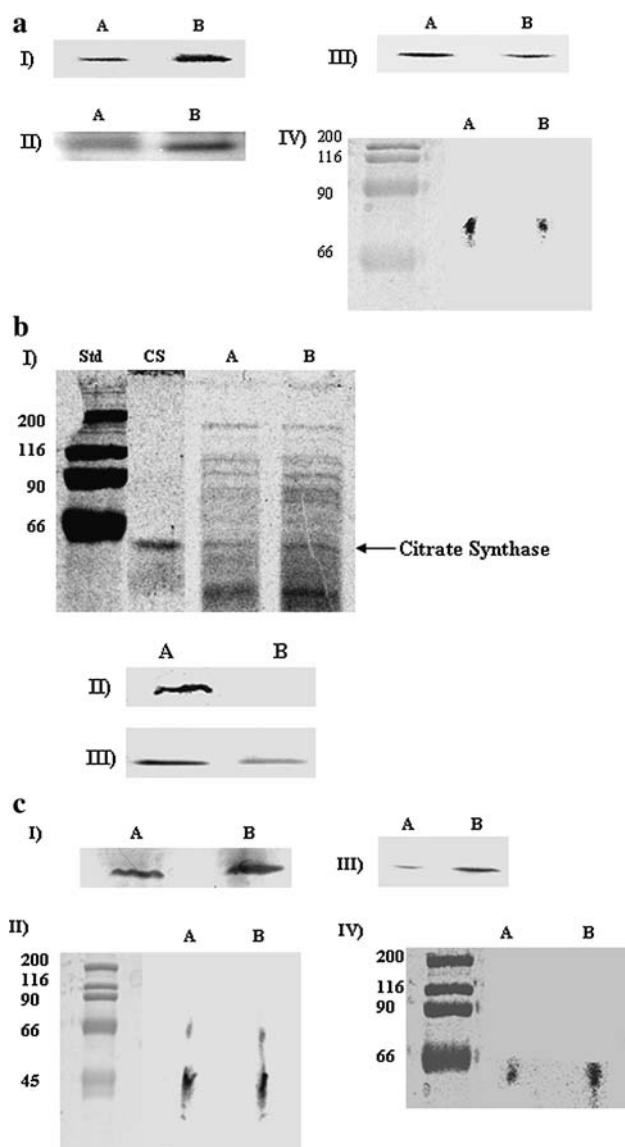 a
A B
I)
A B
II)
A B
III)
IV) A B
200
116
90
66
b
I) Std CS A B
200
116
90
66
Citrate Synthase
A B
II)
III)
c
I) A B
II) A B
200
116
90
66
45
A B
III)
IV) A B
200
116
90
66